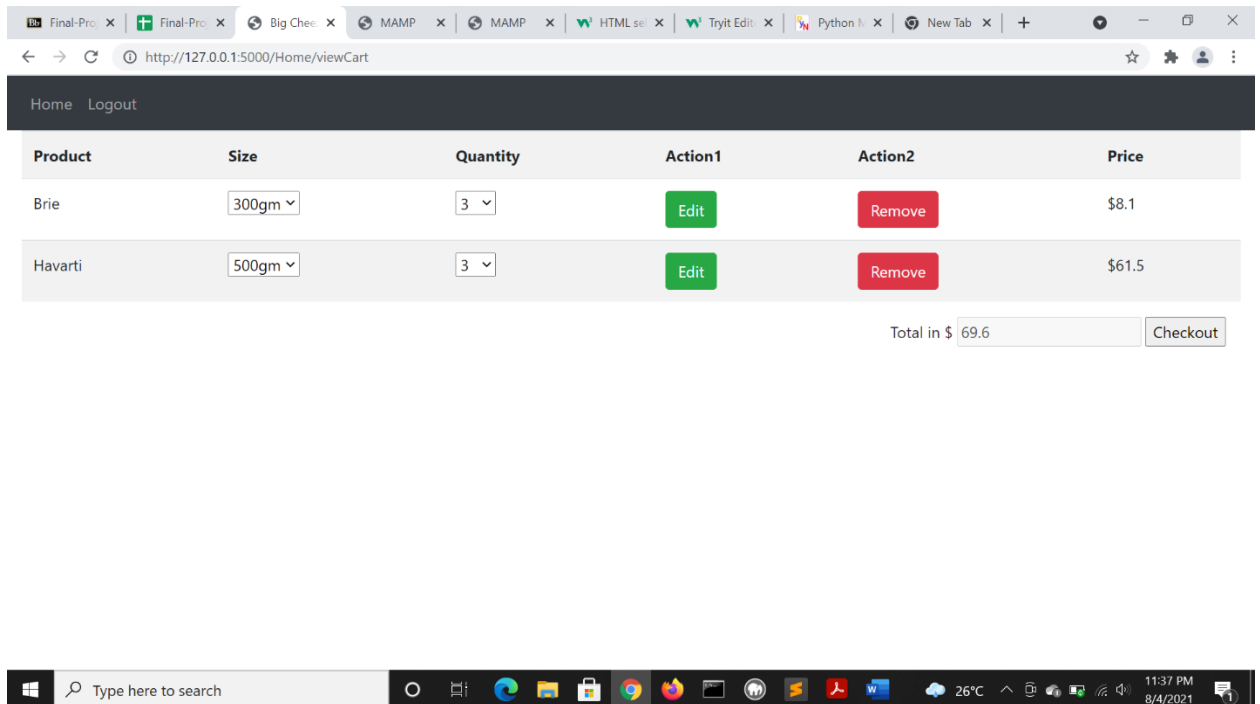 Bb Final-Pro Final-Pro Big Chee MAMP MAMP HTML sel Tryit Edit Python M New Tab
http://127.0.0.1:5000/Home/viewCart
Home Logout
Product Size Quantity Action1 Action2 Price
Brie 300gm 3 Edit Remove $8.1
Havarti 500gm 3 Edit Remove $61.5
Total in $ 69.6 Checkout
Type here to search 26°C 11:37 PM
8/4/2021